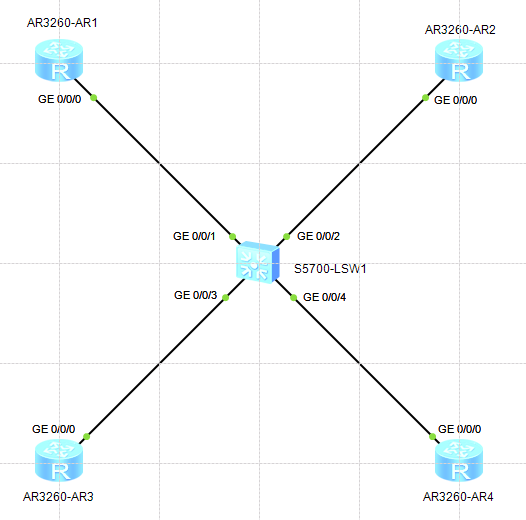 AR3260-AR1
AR3260-AR2
R
R
GE 0/0/0
GE 0/0/0
GE 0/0/1
GE 0/0/2
S5700-LSW1
GE 0/0/3
GE 0/0/4
GE 0/0/0
GE 0/0/0
R
R
AR3260-AR3
AR3260-AR4